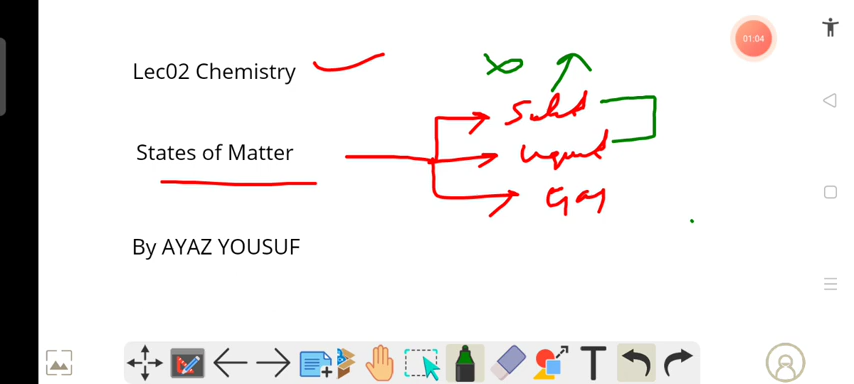 Lec02 Chemistry
01:04
Solid
States of Matter
Liquid
Gas
By AYAZ YOUSUF